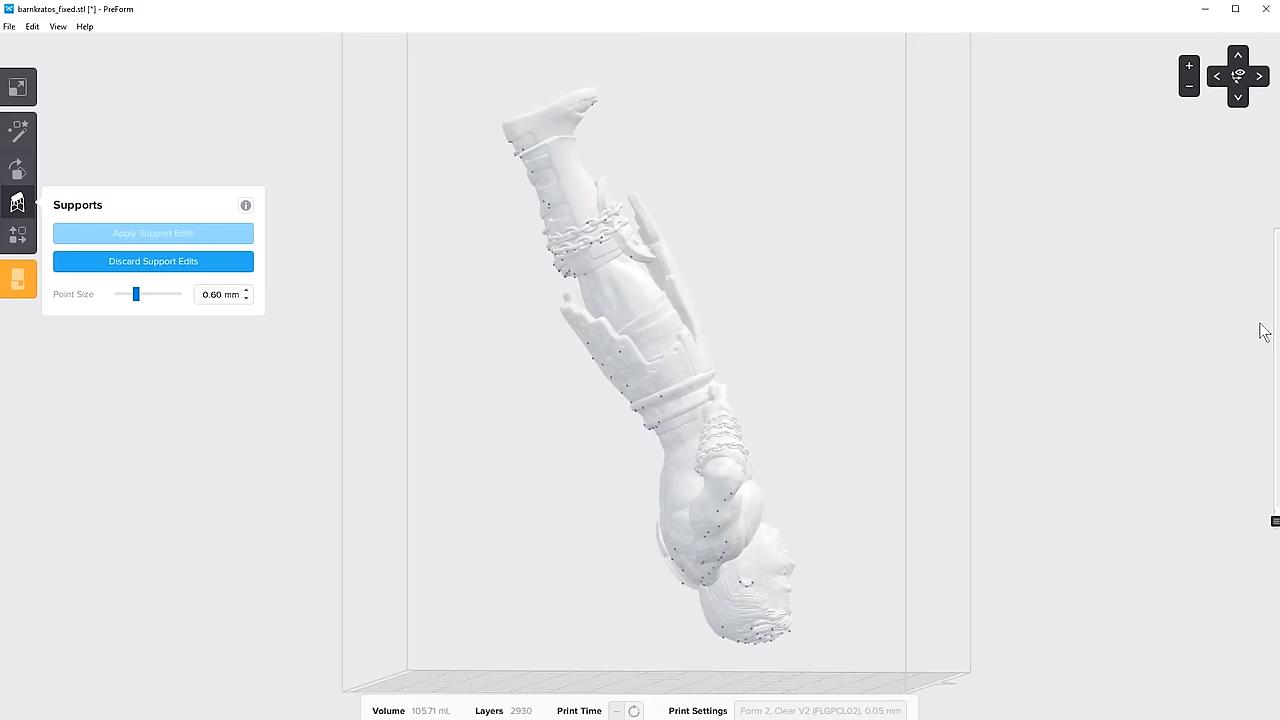 barnkratos_fixed.stl [*] - PreForm
File Edit View Help
Supports
Apply Support Edits
Discard Support Edits
Point Size 0.60 mm
Volume 105.71 mL Layers 2930 Print Time -- Print Settings Form 2, Clear V2 (FLGPCL02), 0.05 mm